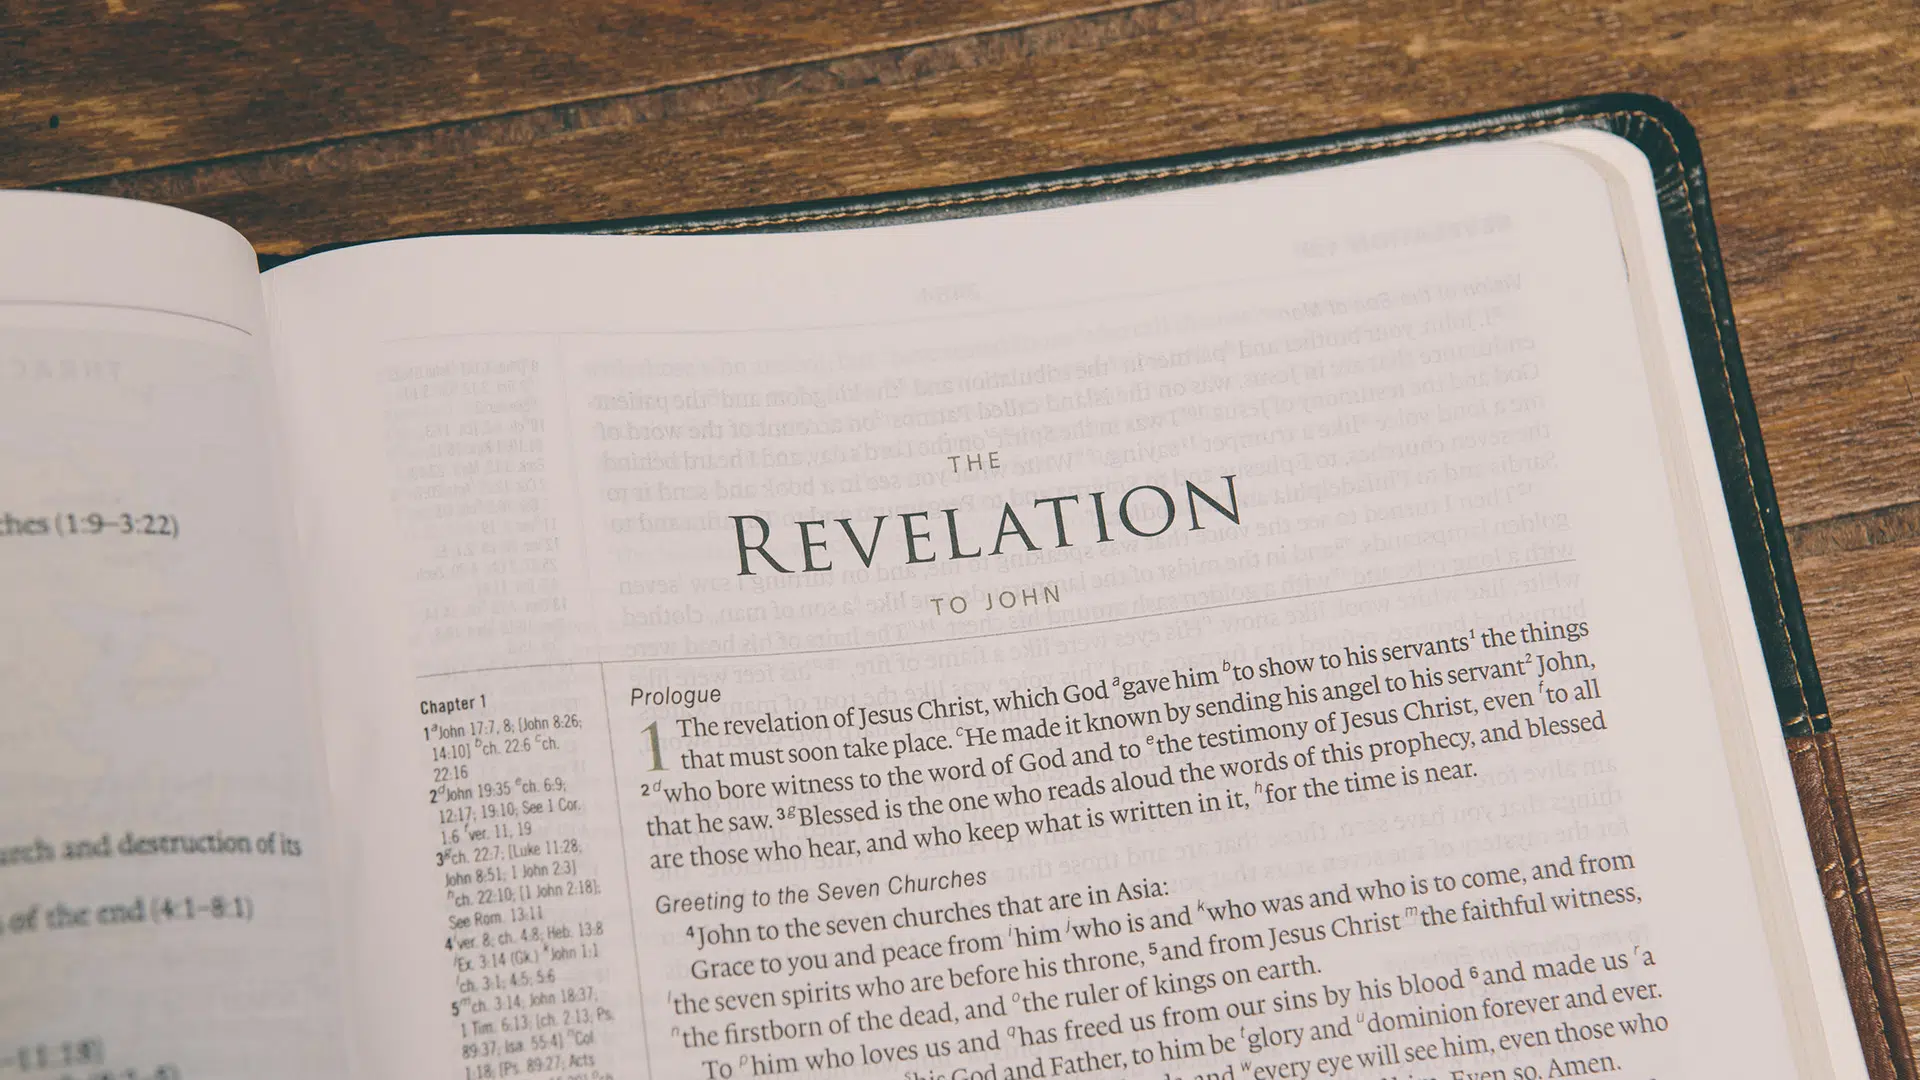 ches (1:9–3:22)
arch and destruction of its
of the end (4:1–8:1)
–11:19)
THE
REVELATION
TO JOHN
Chapter 1
1 a John 17:7, 8; [John 8:26;
14:10] b ch. 22:6 c ch.
22:16
2 d John 19:35 e ch. 6:9;
12:17; 19:10; See 1 Cor.
1:6 f ver. 11, 19
3 g ch. 22:7; [Luke 11:28;
John 8:51; 1 John 2:3]
h ch. 22:10; [1 John 2:18];
See Rom. 13:11
4 i ver. 8; ch. 4:8; Heb. 13:8
j Ex. 3:14 (Gk.) k John 1:1
l ch. 3:1; 4:5; 5:6
5 m ch. 3:14; John 18:37;
1 Tim. 6:13; [ch. 2:13; Ps.
89:37; Isa. 55:4] n Col.
1:18; [Ps. 89:27; Acts
Prologue
1 The revelation of Jesus Christ, which God a gave him b to show to his servants1 the things
that must soon take place. c He made it known by sending his angel to his servant2 John,
2 d who bore witness to the word of God and to e the testimony of Jesus Christ, even f to all
that he saw. 3 g Blessed is the one who reads aloud the words of this prophecy, and blessed
are those who hear, and who keep what is written in it, h for the time is near.
Greeting to the Seven Churches
4 John to the seven churches that are in Asia:
Grace to you and peace from i him j who is and k who was and who is to come, and from
l the seven spirits who are before his throne, 5 and from Jesus Christ m the faithful witness,
n the firstborn of the dead, and o the ruler of kings on earth.
To p him who loves us and q has freed us from our sins by his blood 6 and made us r a
his God and Father, to him be t glory and u dominion forever and ever.
and w every eye will see him, even those who
Even so. Amen.